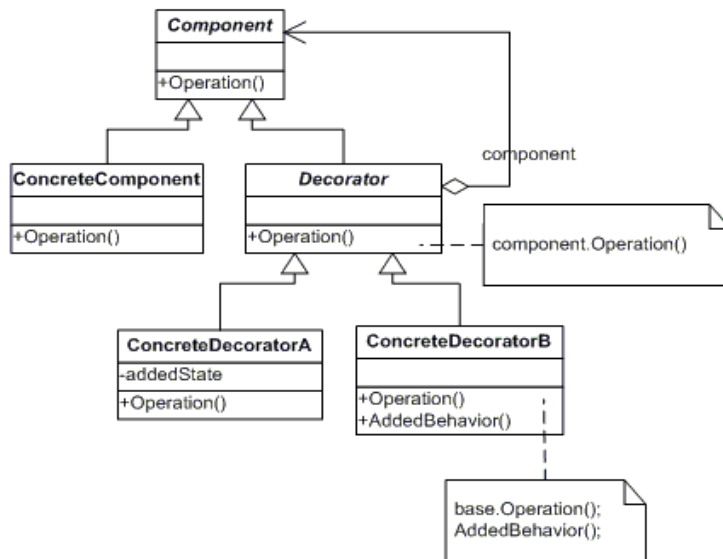 Component
+Operation()
component
ConcreteComponent
+Operation()
Decorator
+Operation()
component.Operation()
ConcreteDecoratorA
-addedState
+Operation()
ConcreteDecoratorB
+Operation()
+AddedBehavior()
base.Operation();
AddedBehavior();